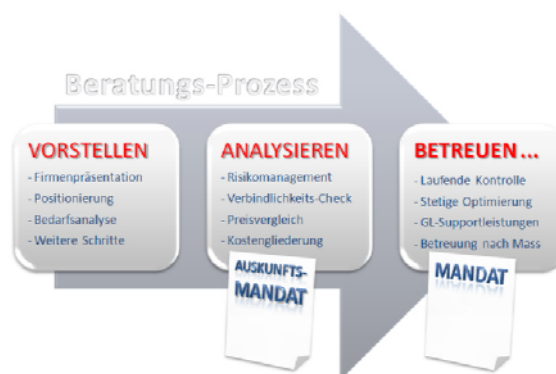 Beratungs-Prozess
VORSTELLEN
- Firmenpräsentation
- Positionierung
- Bedarfsanalyse
- Weitere Schritte
ANALYSIEREN
- Risikomanagement
- Verbindlichkeits-Check
- Preisvergleich
- Kostengliederung
AUSKUNFTS-
MANDAT
BETREUEN ...
- Laufende Kontrolle
- Stetige Optimierung
- GL-Supportleistungen
- Betreuung nach Mass
MANDAT